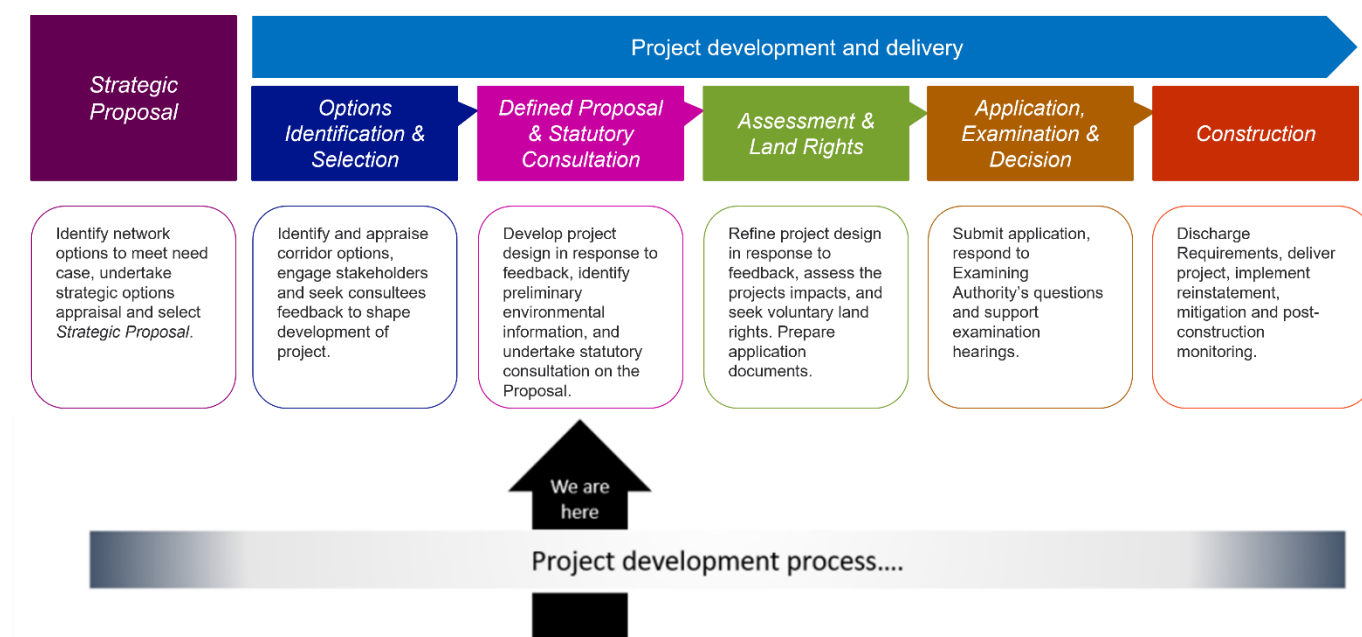 Project development and delivery
Strategic
Proposal
Options
Identification &
Selection
Defined Proposal
& Statutory
Consultation
Assessment &
Land Rights
Application,
Examination &
Decision
Construction
Identify network
options to meet need
case, undertake
strategic options
appraisal and select
Strategic Proposal.
Identify and appraise
corridor options,
engage stakeholders
and seek consultees
feedback to shape
development of
project.
Develop project
design in response to
feedback, identify
preliminary
environmental
information, and
undertake statutory
consultation on the
Proposal.
Refine project design
in response to
feedback, assess the
projects impacts, and
seek voluntary land
rights. Prepare
application
documents.
Submit application,
respond to
Examining
Authority’s questions
and support
examination
hearings.
Discharge
Requirements, deliver
project, implement
reinstatement,
mitigation and post-
construction
monitoring.
We are
here
Project development process....